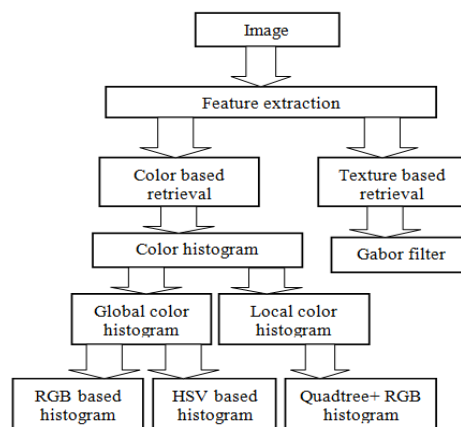 Image
Feature extraction
Color based
retrieval
Texture based
retrieval
Color histogram
Gabor filter
Global color
histogram
Local color
histogram
RGB based
histogram
HSV based
histogram
Quadtree+ RGB
histogram